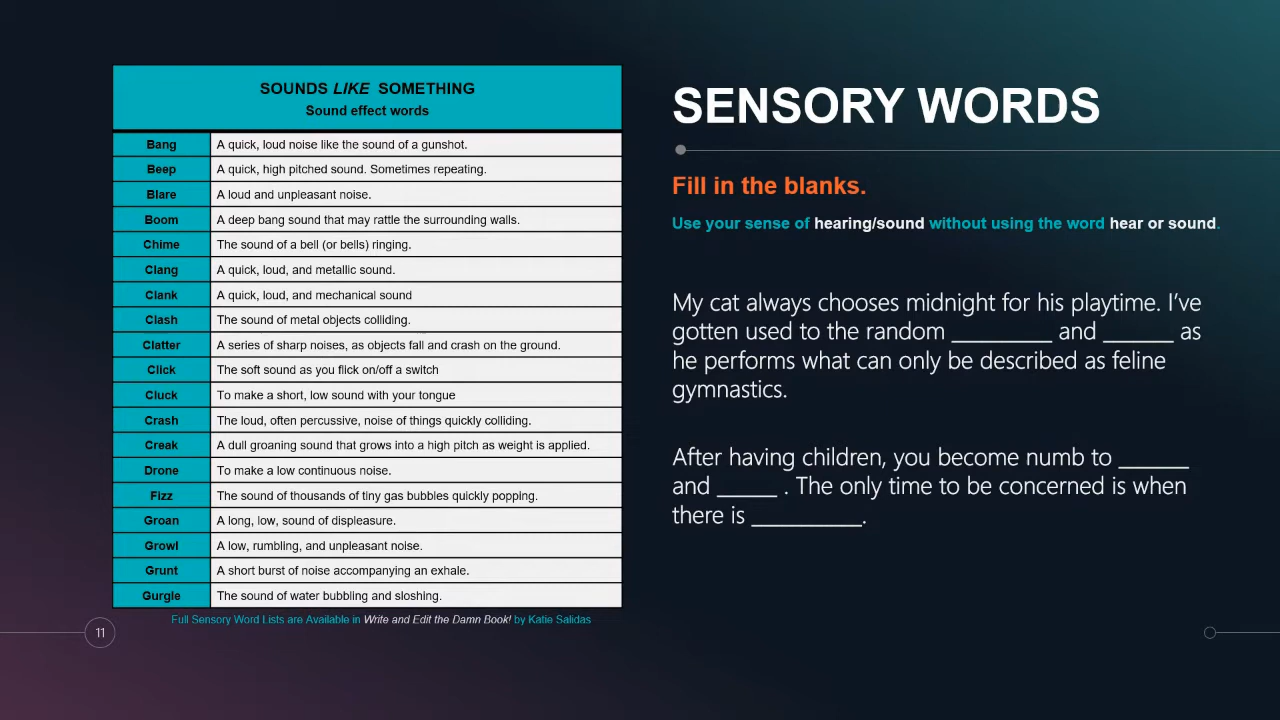 SOUNDS LIKE SOMETHING
Sound effect words
Bang A quick, loud noise like the sound of a gunshot.
Beep A quick, high pitched sound. Sometimes repeating.
Blare A loud and unpleasant noise.
Boom A deep bang sound that may rattle the surrounding walls.
Chime The sound of a bell (or bells) ringing.
Clang A quick, loud, and metallic sound.
Clank A quick, loud, and mechanical sound
Clash The sound of metal objects colliding.
Clatter A series of sharp noises, as objects fall and crash on the ground.
Click The soft sound as you flick on/off a switch
Cluck To make a short, low sound with your tongue
Crash The loud, often percussive, noise of things quickly colliding.
Creak A dull groaning sound that grows into a high pitch as weight is applied.
Drone To make a low continuous noise.
Fizz The sound of thousands of tiny gas bubbles quickly popping.
Groan A long, low, sound of displeasure.
Growl A low, rumbling, and unpleasant noise.
Grunt A short burst of noise accompanying an exhale.
Gurgle The sound of water bubbling and sloshing.
Full Sensory Word Lists are Available in Write and Edit the Damn Book! by Katie Salidas
11
SENSORY WORDS
Fill in the blanks.
Use your sense of hearing/sound without using the word hear or sound.
My cat always chooses midnight for his playtime. I've
gotten used to the random _________ and ______ as
he performs what can only be described as feline
gymnastics.
After having children, you become numb to ______
and _____ . The only time to be concerned is when
there is __________.